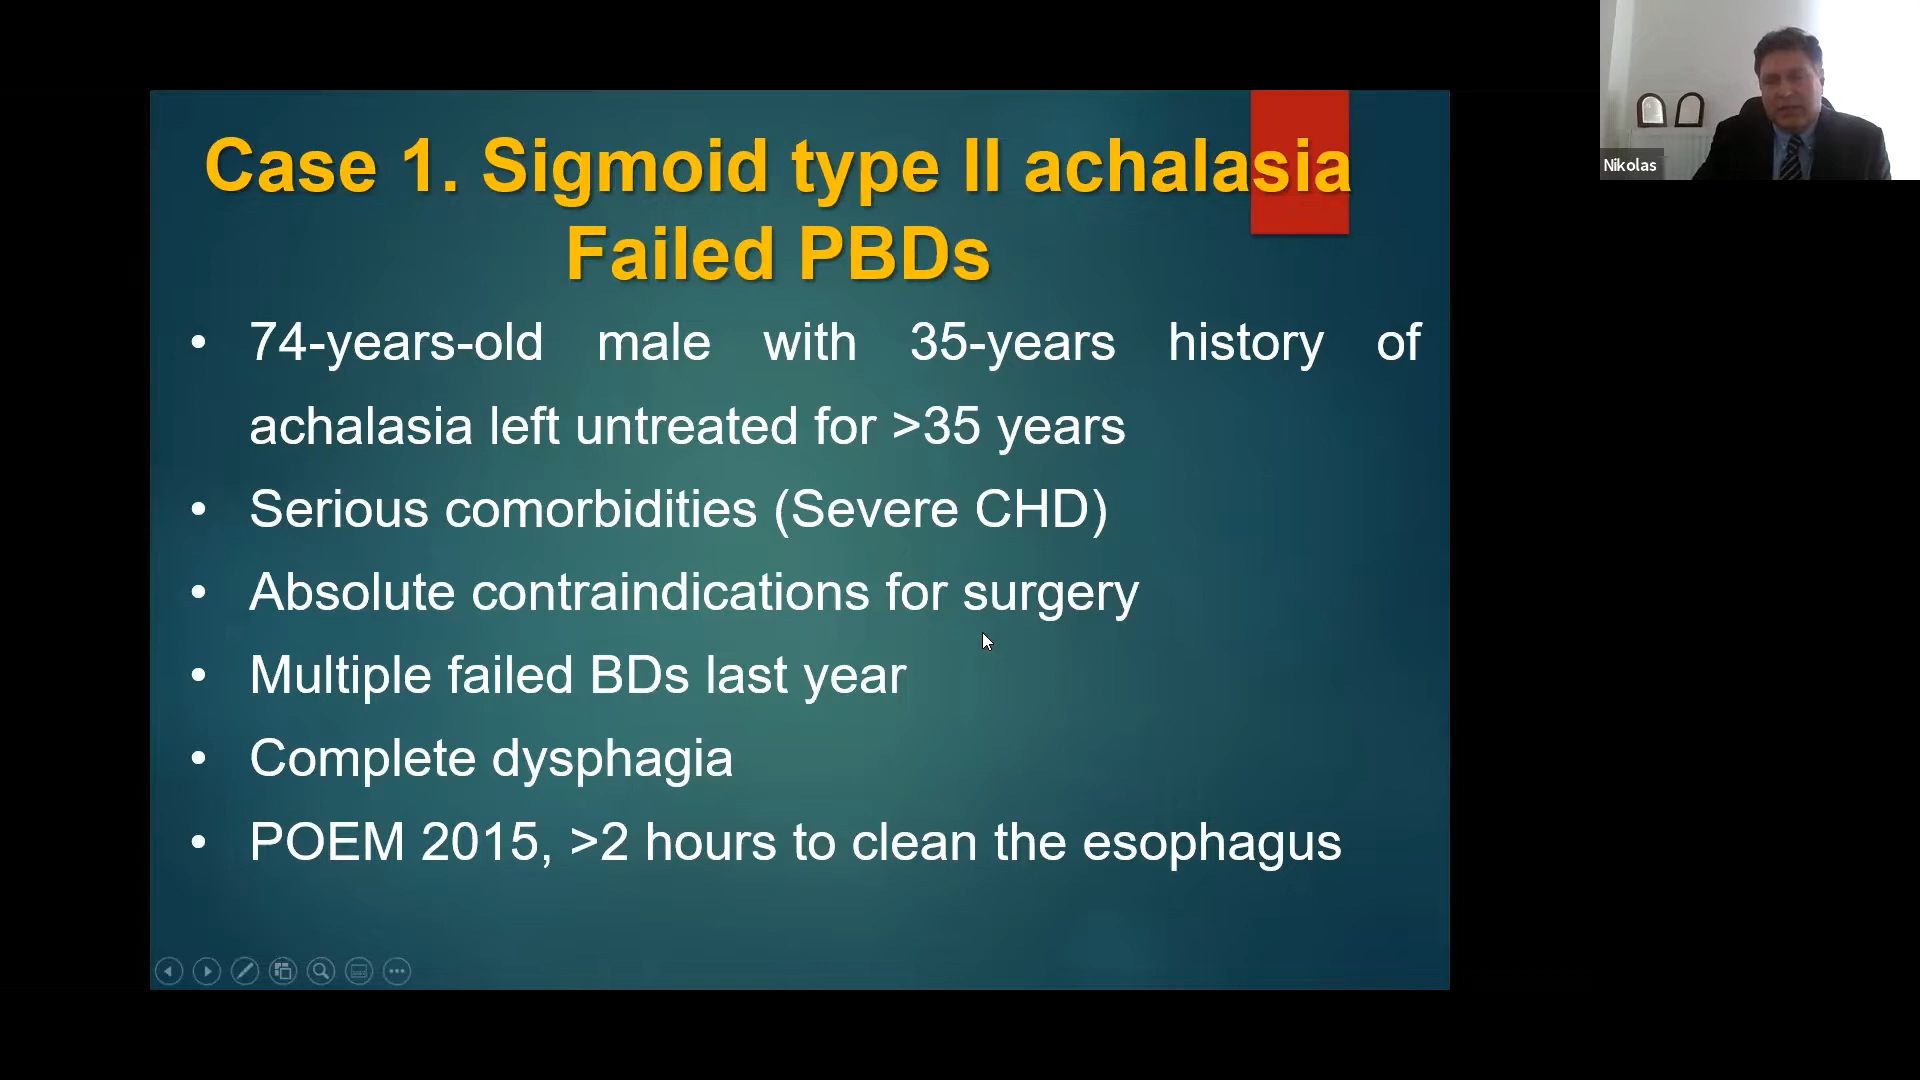 Case 1. Sigmoid type II achalasia
Failed PBDs
• 74-years-old male with 35-years history of
achalasia left untreated for >35 years
• Serious comorbidities (Severe CHD)
• Absolute contraindications for surgery
• Multiple failed BDs last year
• Complete dysphagia
• POEM 2015, >2 hours to clean the esophagus
Nikolas